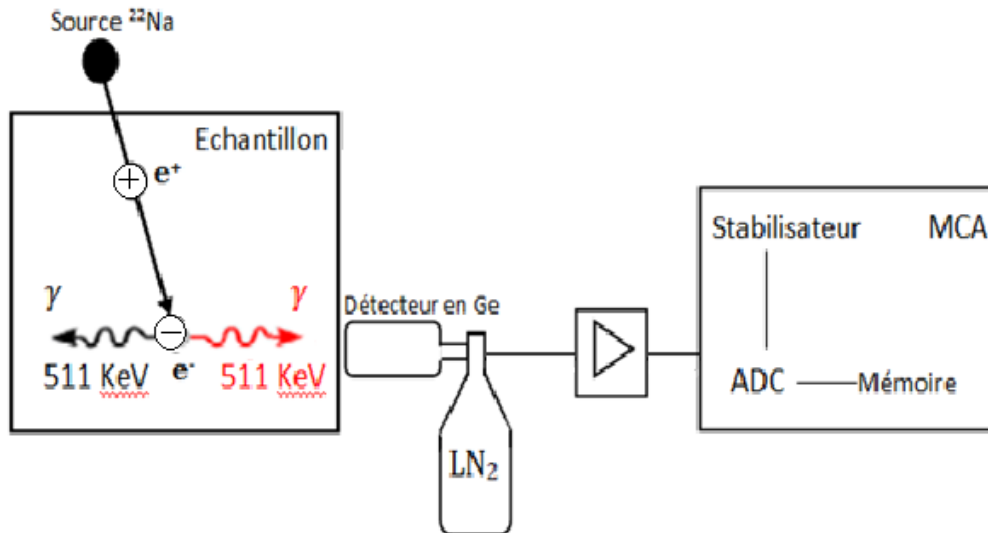 Source ²²Na
Echantillon
e⁺
γ
γ
511 KeV
e⁻
511 KeV
Détecteur en Ge
LN₂
Stabilisateur
MCA
ADC
Mémoire